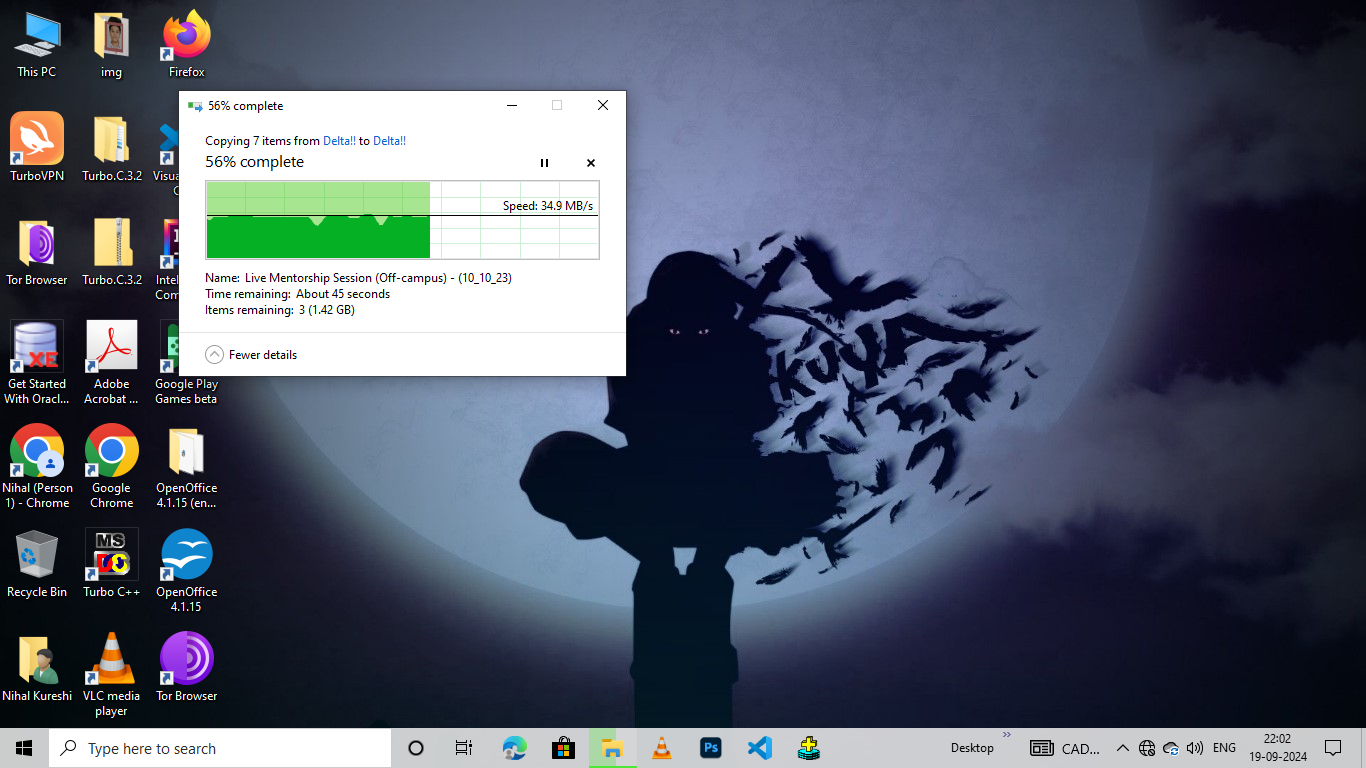 This PC
img
Firefox
TurboVPN
Turbo.C.3.2
Visua
C
Tor Browser
Turbo.C.3.2
Intel
Com
XE
Get Started
With Oracl...
Adobe
Acrobat ...
Google Play
Games beta
Nihal (Person
1) - Chrome
Google
Chrome
OpenOffice
4.1.15 (en...
Recycle Bin
MS
Turbo C++
OpenOffice
4.1.15
Nihal Kureshi
VLC media
player
Tor Browser
56% complete
Copying 7 items from Delta!! to Delta!!
56% complete
Speed: 34.9 MB/s
Name: Live Mentorship Session (Off-campus) - (10_10_23)
Time remaining: About 45 seconds
Items remaining: 3 (1.42 GB)
Fewer details
Type here to search
Ps
Desktop
CAD...
ENG
22:02
19-09-2024